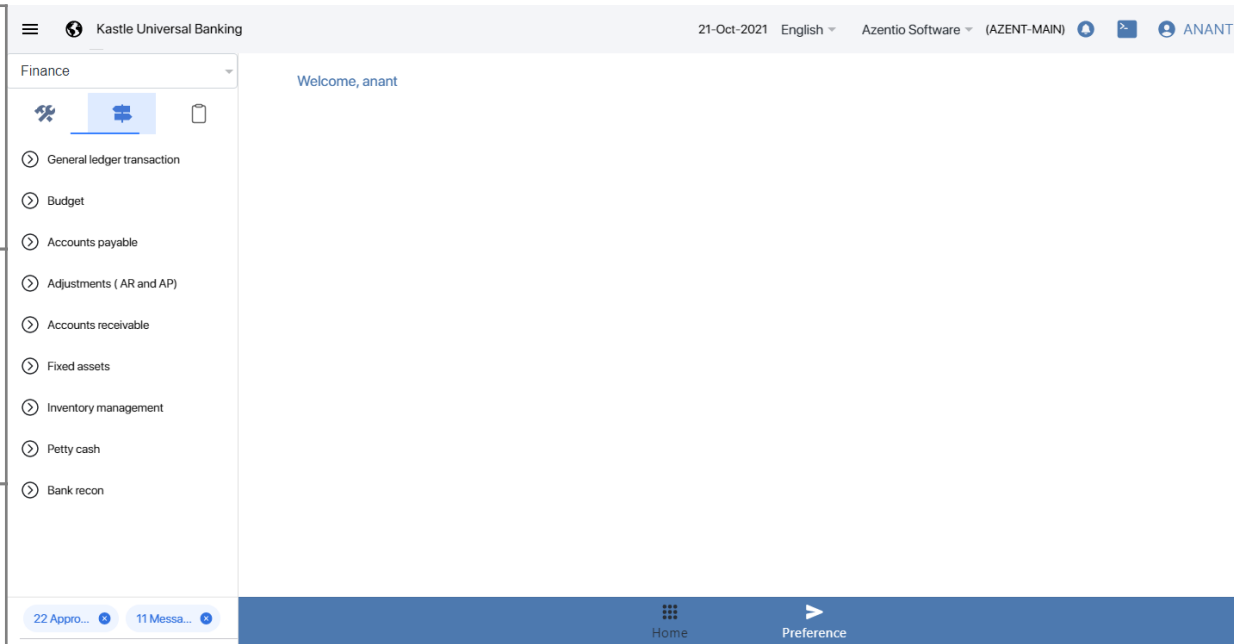 Kastle Universal Banking
21-Oct-2021 English Azentio Software (AZENT-MAIN) ANANT
Finance
Welcome, anant
General ledger transaction
Budget
Accounts payable
Adjustments ( AR and AP)
Accounts receivable
Fixed assets
Inventory management
Petty cash
Bank recon
22 Appro... 11 Messa...
Home
Preference